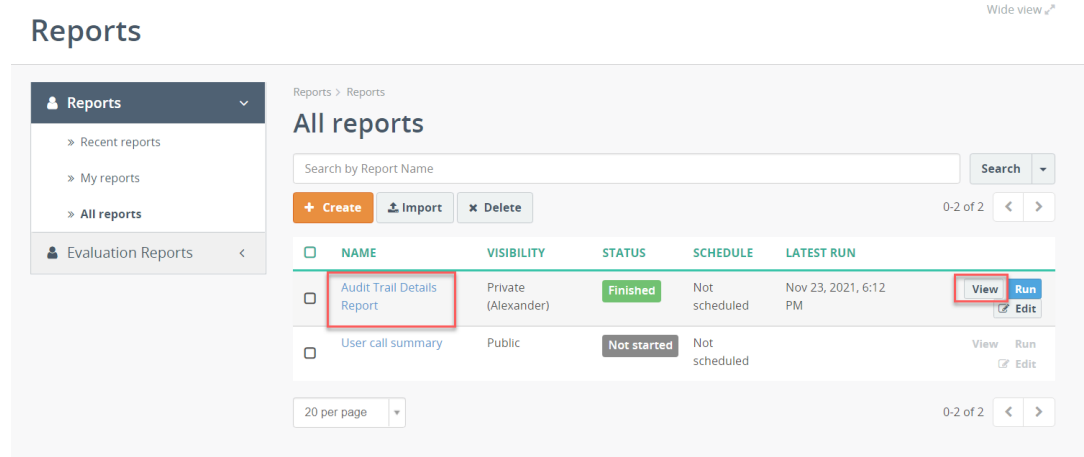 Wide view
Reports
Reports
Recent reports
My reports
All reports
Evaluation Reports
Reports > Reports
All reports
Search by Report Name
Search
Create
Import
Delete
0-2 of 2
NAME VISIBILITY STATUS SCHEDULE LATEST RUN
Audit Trail Details Private Finished Not Nov 23, 2021, 6:12 View Run
Report (Alexander) scheduled PM Edit
User call summary Public Not started Not View Run
scheduled Edit
20 per page
0-2 of 2